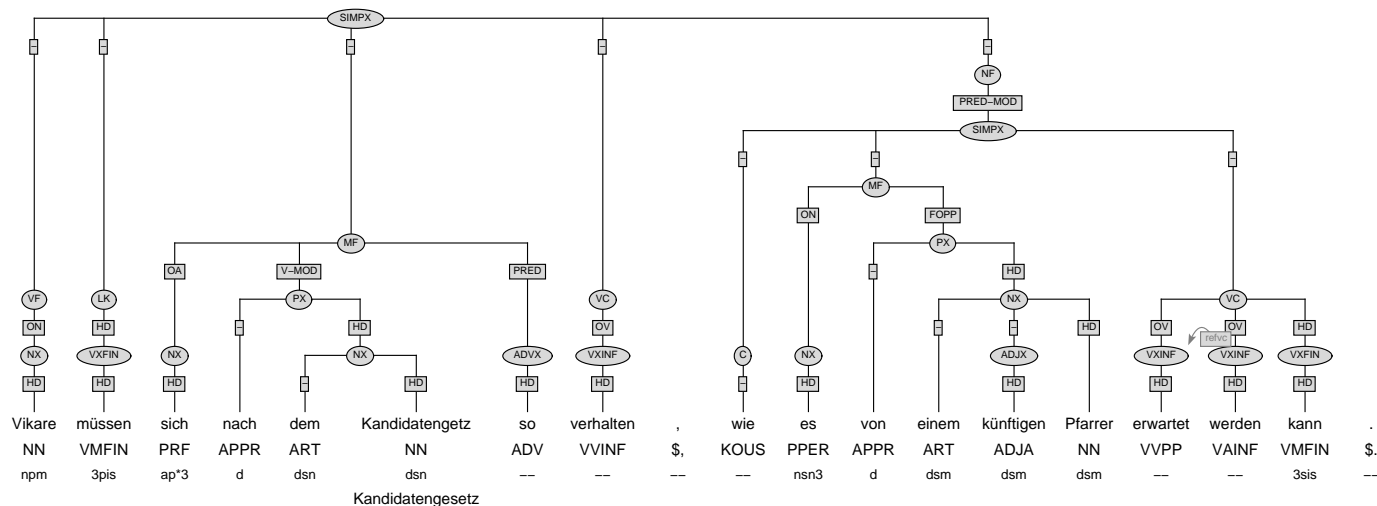 SIMPX
– – – – –
NF
PRED–MOD
SIMPX
– – –
MF
ON FOPP
MF PX
OA V–MOD PRED – HD
VF LK PX VC NX VC
ON HD – HD OV – – HD OV OV HD
refvc
NX VXFIN NX NX ADVX VXINF C NX ADJX VXINF VXINF VXFIN
HD HD HD – HD HD HD – HD HD HD HD HD
Vikare müssen sich nach dem Kandidatengetz so verhalten , wie es von einem künftigen Pfarrer erwartet werden kann .
NN VMFIN PRF APPR ART NN ADV VVINF $, KOUS PPER APPR ART ADJA NN VVPP VAINF VMFIN $.
npm 3pis ap*3 d dsn dsn –– –– –– –– nsn3 d dsm dsm dsm –– –– 3sis ––
Kandidatengesetz